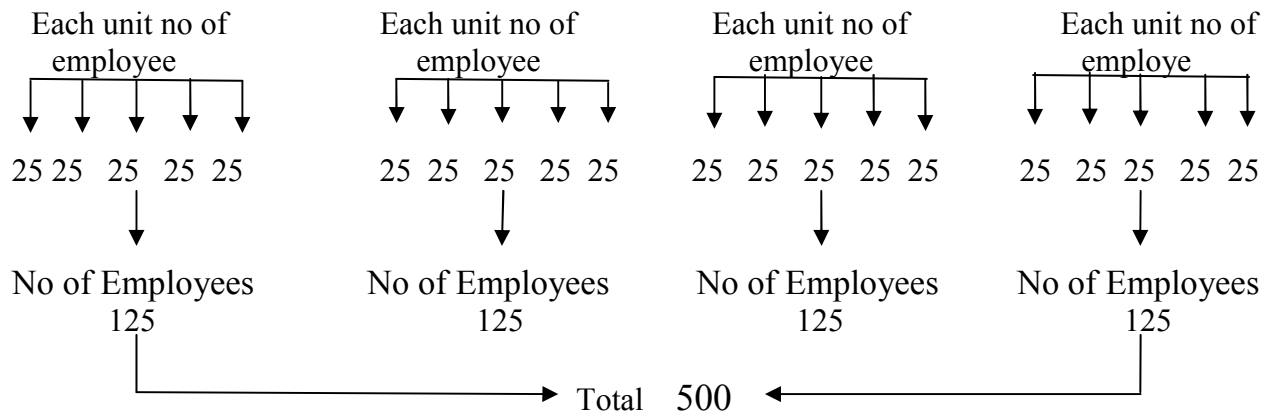 Each unit no of
employee
Each unit no of
employee
Each unit no of
employee
Each unit no of
employe
25 25 25 25 25
25 25 25 25 25
25 25 25 25 25
25 25 25 25 25
No of Employees
125
No of Employees
125
No of Employees
125
No of Employees
125
Total 500